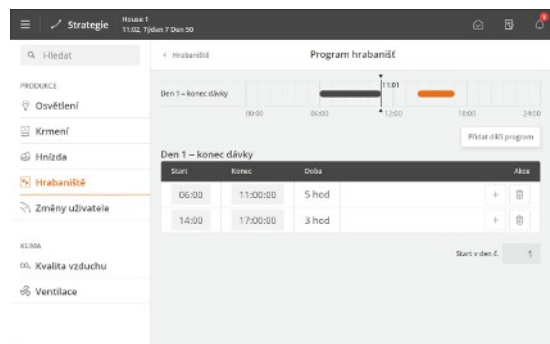 Strategie
House 1
11:02, Týden 7 Den 50
1
Hledat
< Hrabaniště
Program hrabanišť
PRODUKCE
Osvětlení
Krmení
Hnízda
Hrabaniště
Změny uživatele
KLIMA
Kvalita vzduchu
Ventilace
Den 1 – konec dávky
11:01
00:00 06:00 12:00 18:00 24:00
Přidat dílčí program
Den 1 – konec dávky
Start Konec Doba Akce
06:00 11:00:00 5 hod +
14:00 17:00:00 3 hod +
Start v den č. 1